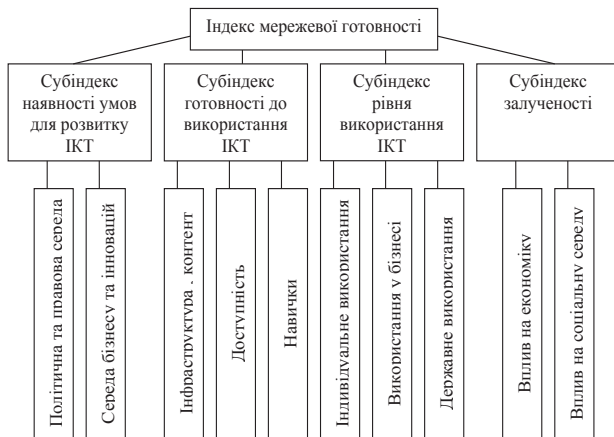 Індекс мережевої готовності
Субіндекс
наявності умов
для розвитку
ІКТ
Субіндекс
готовності до
використання
ІКТ
Субіндекс
рівня
використання
ІКТ
Субіндекс
залученості
Політична та правова середа
Середа бізнесу та інновацій
Інфраструктура , контент
Доступність
Навички
Індивідуальне використання
Використання у бізнесі
Державне використання
Вплив на економіку
Вплив на соціальну середу